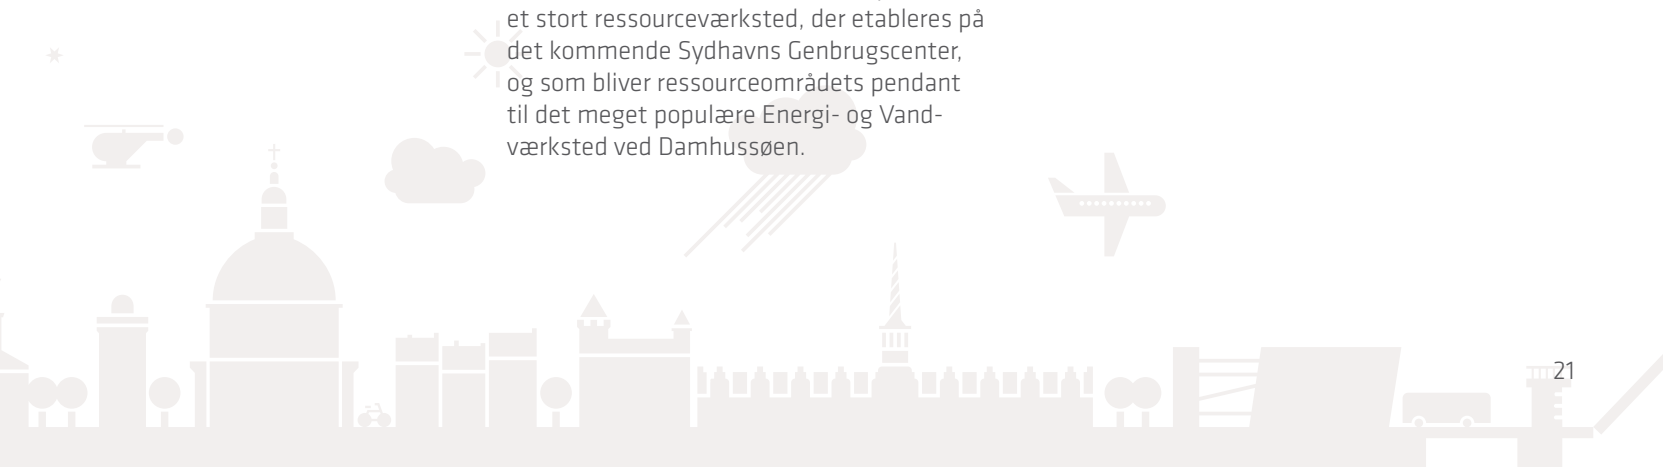 et stort ressourceværksted, der etableres på
det kommende Sydhavns Genbrugscenter,
og som bliver ressourceområdets pendant
til det meget populære Energi- og Vand-
værksted ved Damhussøen.
21